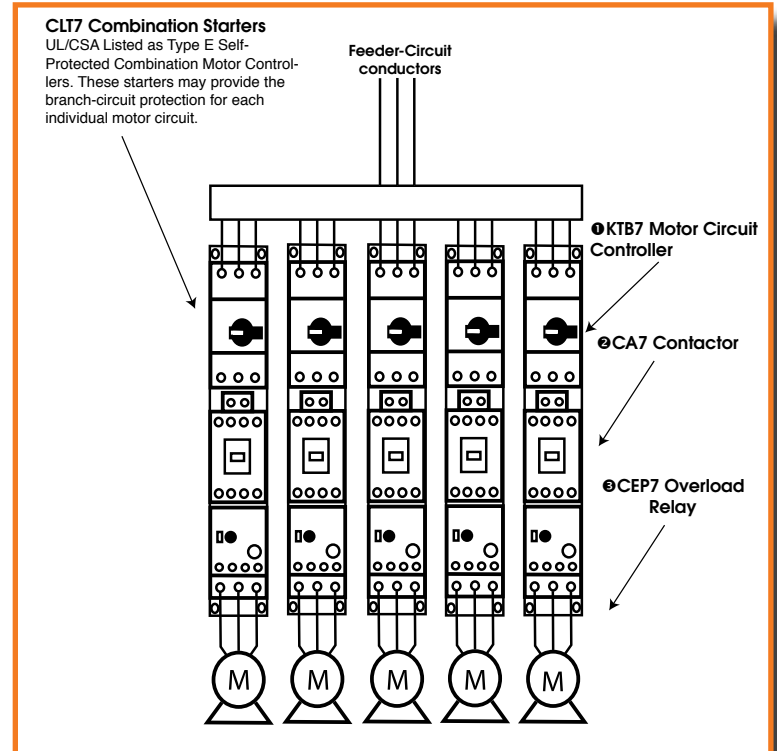 CLT7 Combination Starters
UL/CSA Listed as Type E Self-
Protected Combination Motor Control-
lers. These starters may provide the
branch-circuit protection for each
individual motor circuit.
Feeder-Circuit
conductors
❶KTB7 Motor Circuit
Controller
❷CA7 Contactor
❸CEP7 Overload
Relay
M M M M M